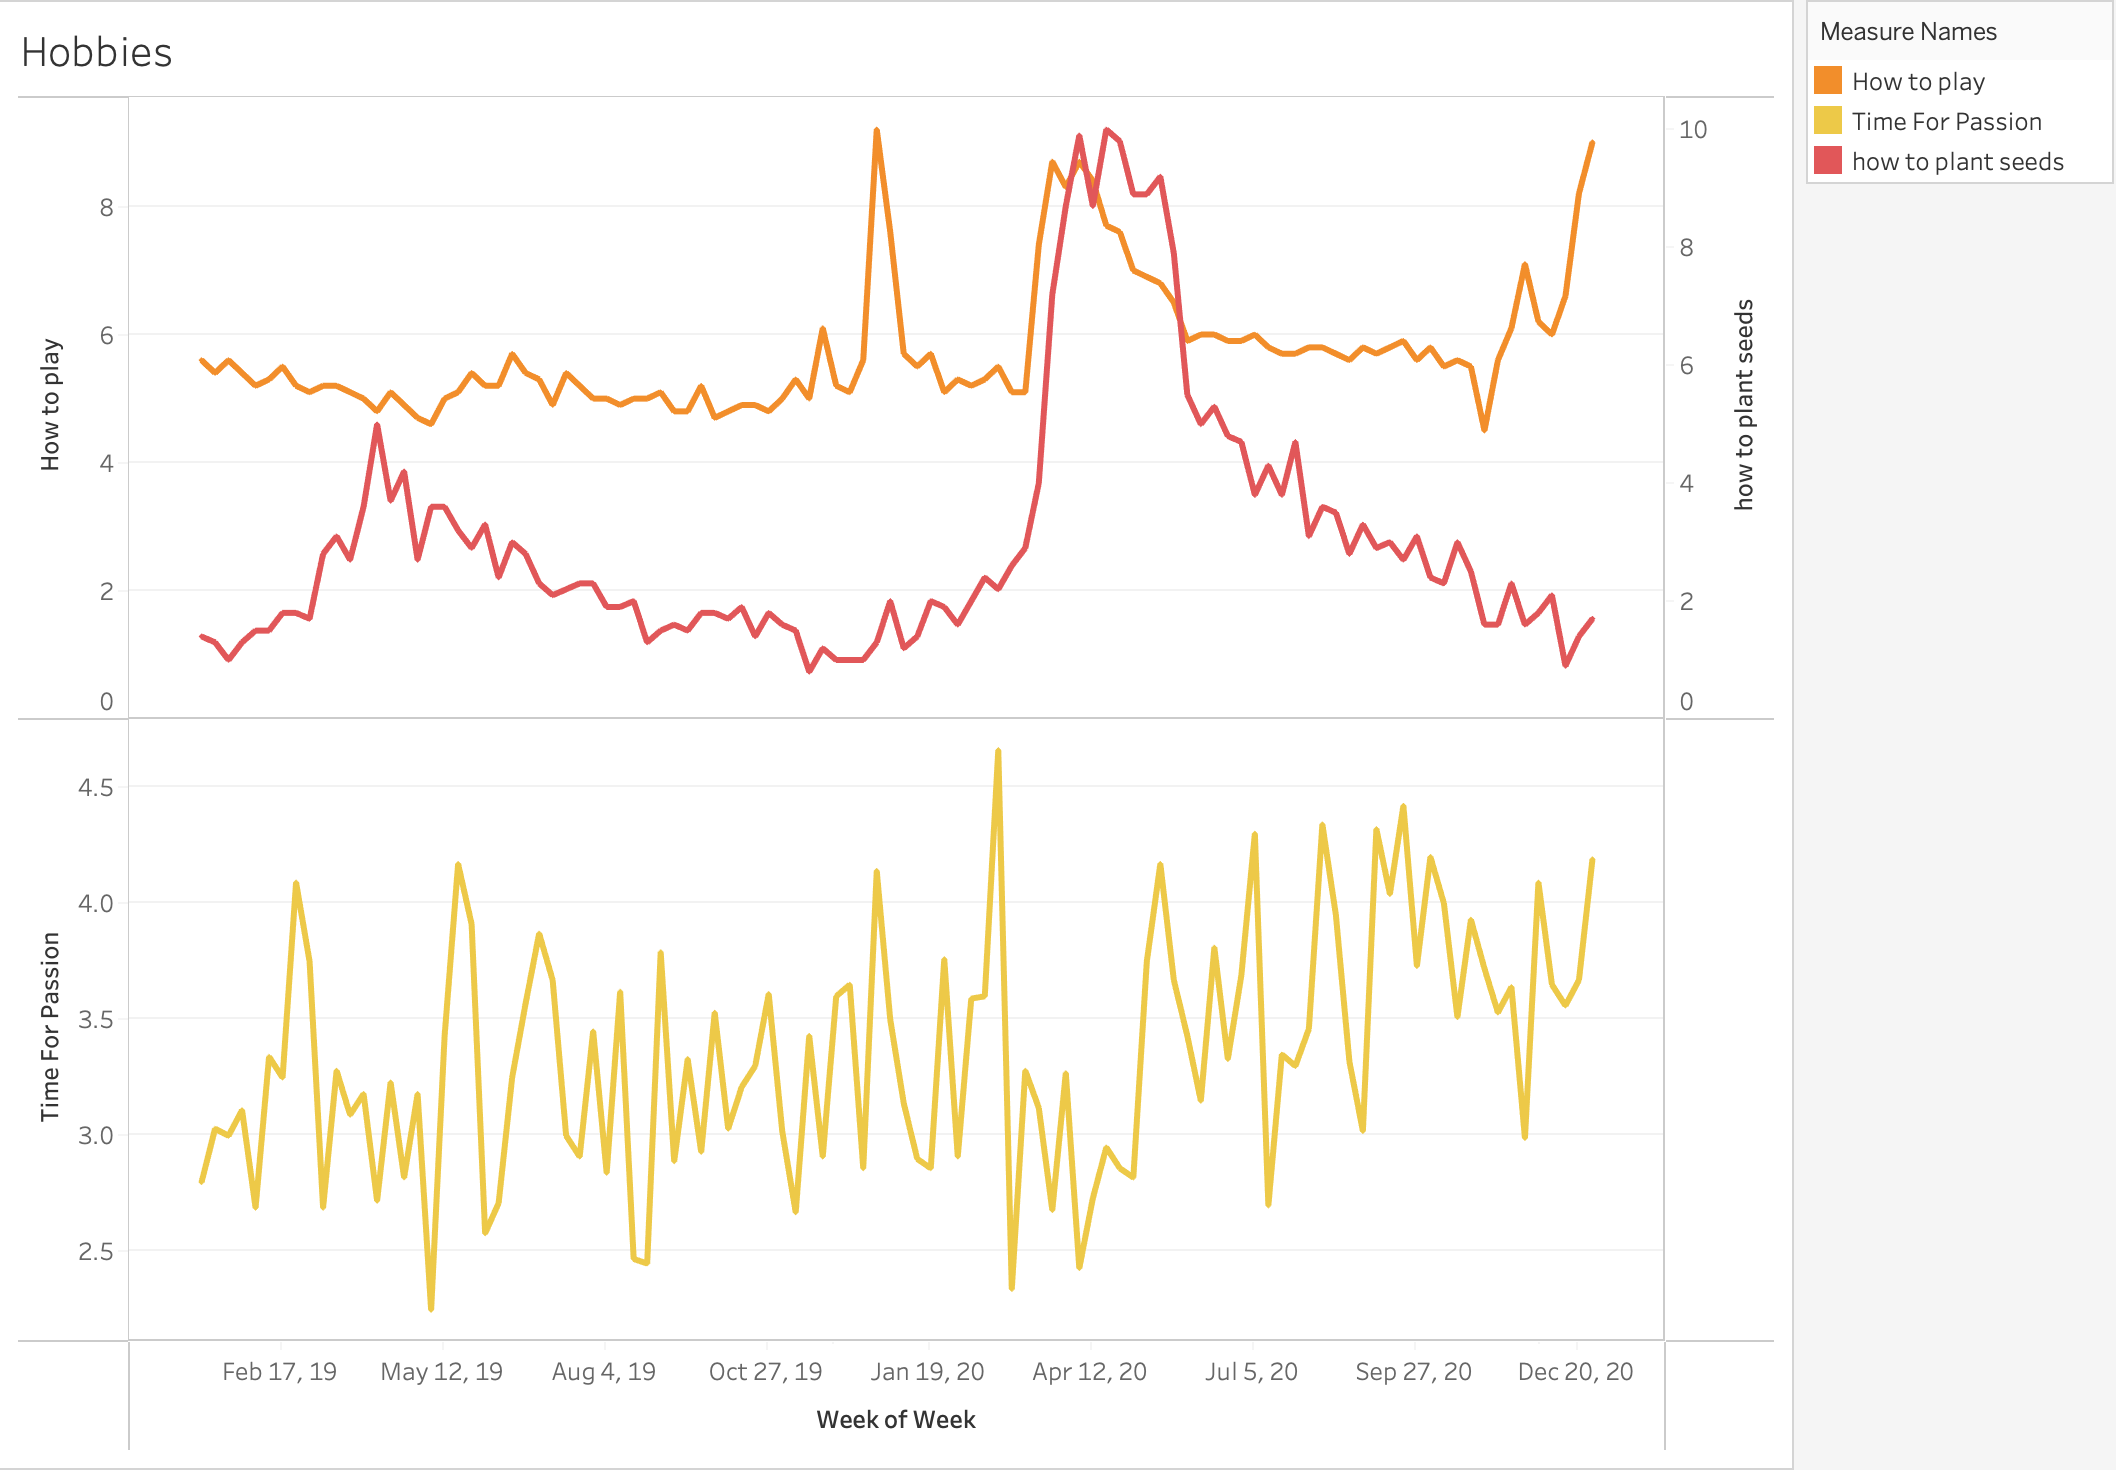 Hobbies
Measure Names
How to play
Time For Passion
how to plant seeds
How to play
8
6
4
2
0
10
8
6
4
2
0
how to plant seeds
Time For Passion
4.5
4.0
3.5
3.0
2.5
Feb 17, 19 May 12, 19 Aug 4, 19 Oct 27, 19 Jan 19, 20 Apr 12, 20 Jul 5, 20 Sep 27, 20 Dec 20, 20
Week of Week